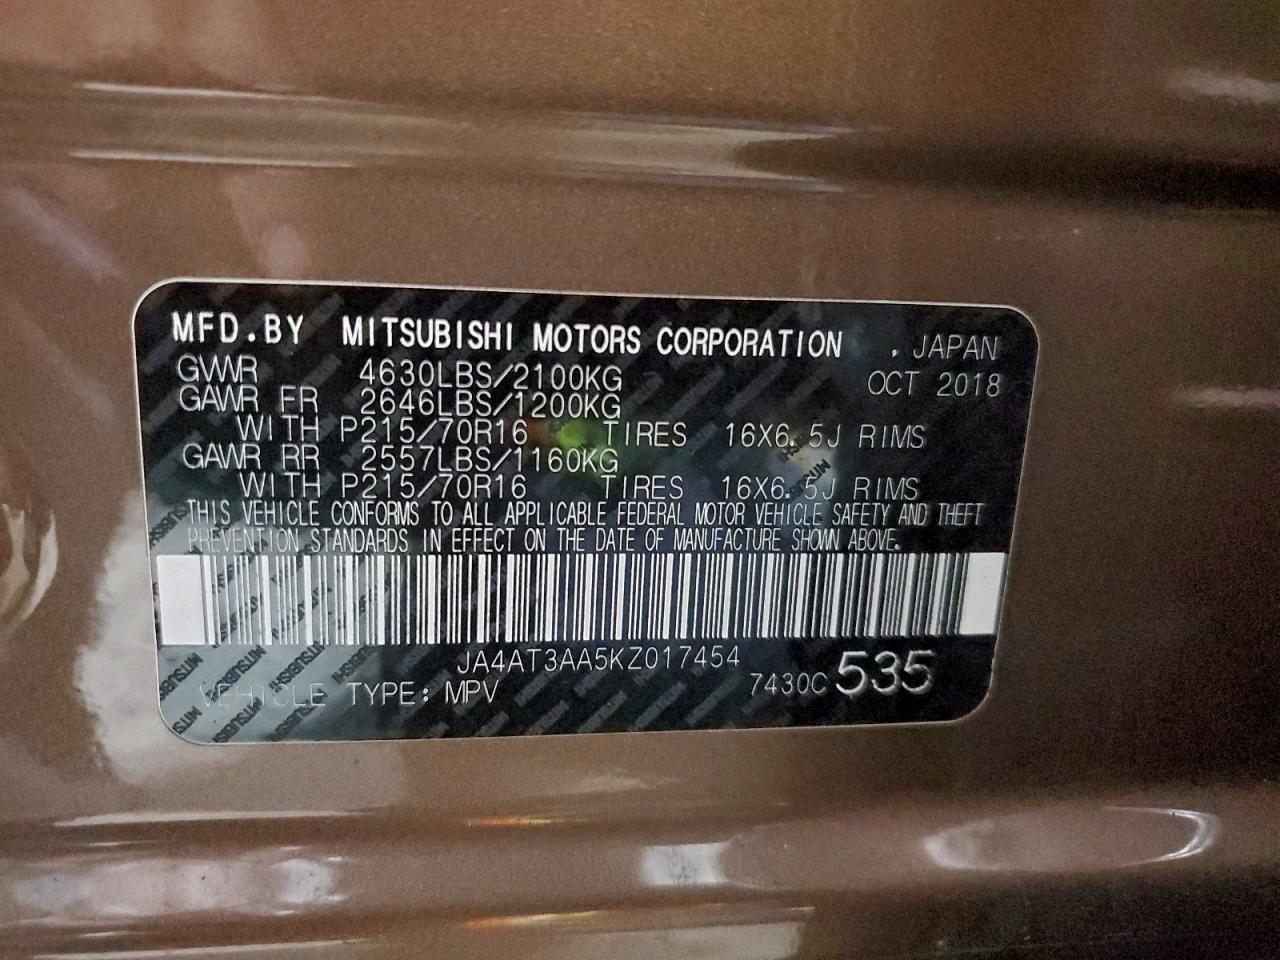 MFD.BY MITSUBISHI MOTORS CORPORATION , JAPAN
GVWR 4630LBS/2100KG OCT 2018
GAWR FR 2646LBS/1200KG
WITH P215/70R16 TIRES 16X6.5J RIMS
GAWR RR 2557LBS/1160KG
WITH P215/70R16 TIRES 16X6.5J RIMS
THIS VEHICLE CONFORMS TO ALL APPLICABLE FEDERAL MOTOR VEHICLE SAFETY AND THEFT
PREVENTION STANDARDS IN EFFECT ON THE DATE OF MANUFACTURE SHOWN ABOVE.
JA4AT3AA5KZ017454
VEHICLE TYPE: MPV 7430C 535